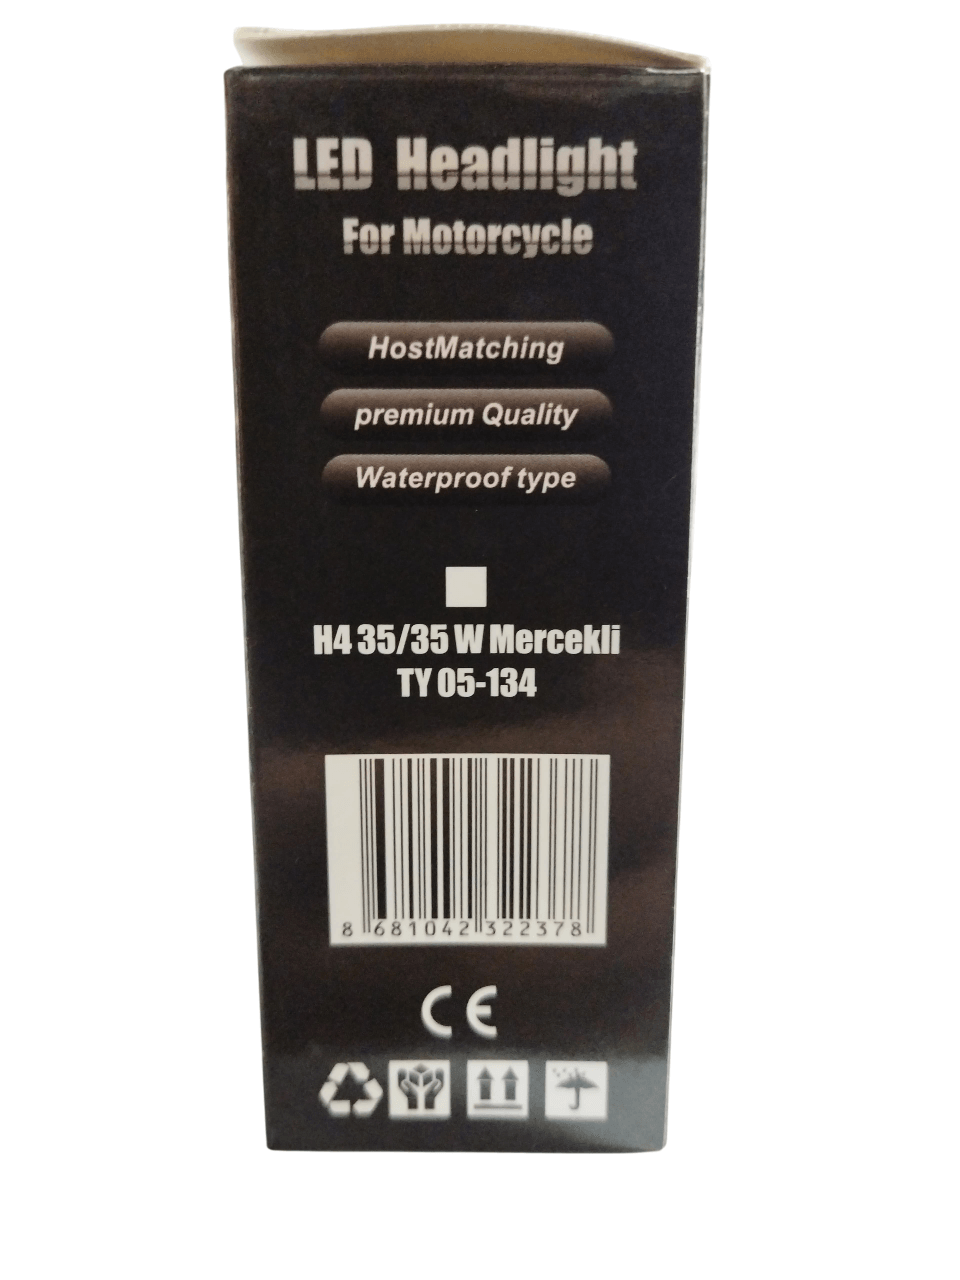 LED Headlight
For Motorcycle
HostMatching
premium Quality
Waterproof type
H4 35/35 W Mercekli
TY 05-134
8 681042 322378
CE